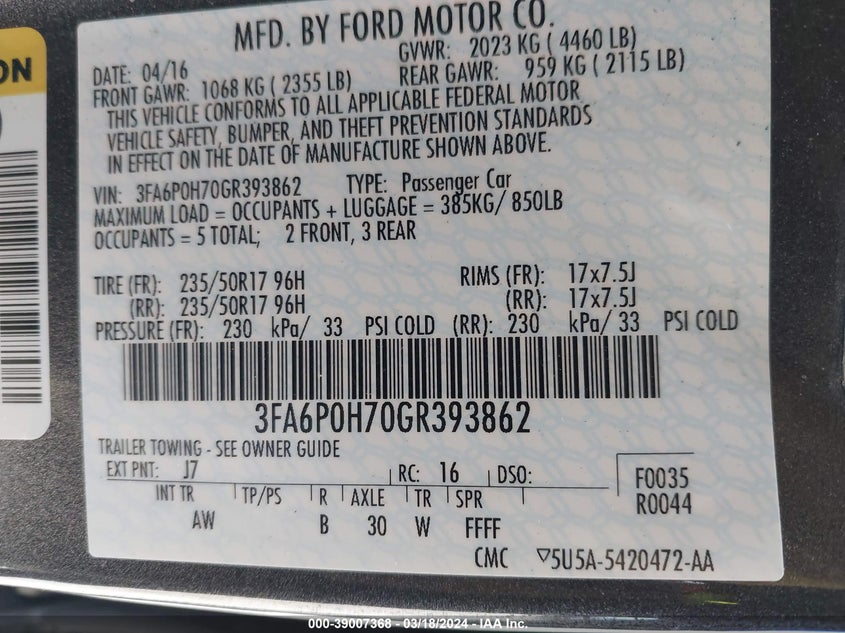 ON
MFD. BY FORD MOTOR CO.
DATE: 04/16 GVWR: 2023 KG ( 4460 LB)
FRONT GAWR: 1068 KG ( 2355 LB) REAR GAWR: 959 KG ( 2115 LB)
THIS VEHICLE CONFORMS TO ALL APPLICABLE FEDERAL MOTOR
VEHICLE SAFETY, BUMPER, AND THEFT PREVENTION STANDARDS
IN EFFECT ON THE DATE OF MANUFACTURE SHOWN ABOVE.
VIN: 3FA6P0H70GR393862 TYPE: Passenger Car
MAXIMUM LOAD = OCCUPANTS + LUGGAGE = 385KG/ 850LB
OCCUPANTS = 5 TOTAL; 2 FRONT, 3 REAR
TIRE (FR): 235/50R17 96H RIMS (FR): 17x7.5J
(RR): 235/50R17 96H (RR): 17x7.5J
PRESSURE (FR): 230 kPa/ 33 PSI COLD (RR): 230 kPa/ 33 PSI COLD
3FA6P0H70GR393862
TRAILER TOWING - SEE OWNER GUIDE
EXT PNT: J7 RC: 16 DSO: F0035
INT TR TP/PS R AXLE TR SPR R0044
AW B 30 W FFFF
CMC ▽5U5A-5420472-AA
000-39007368 - 03/18/2024 - IAA Inc.